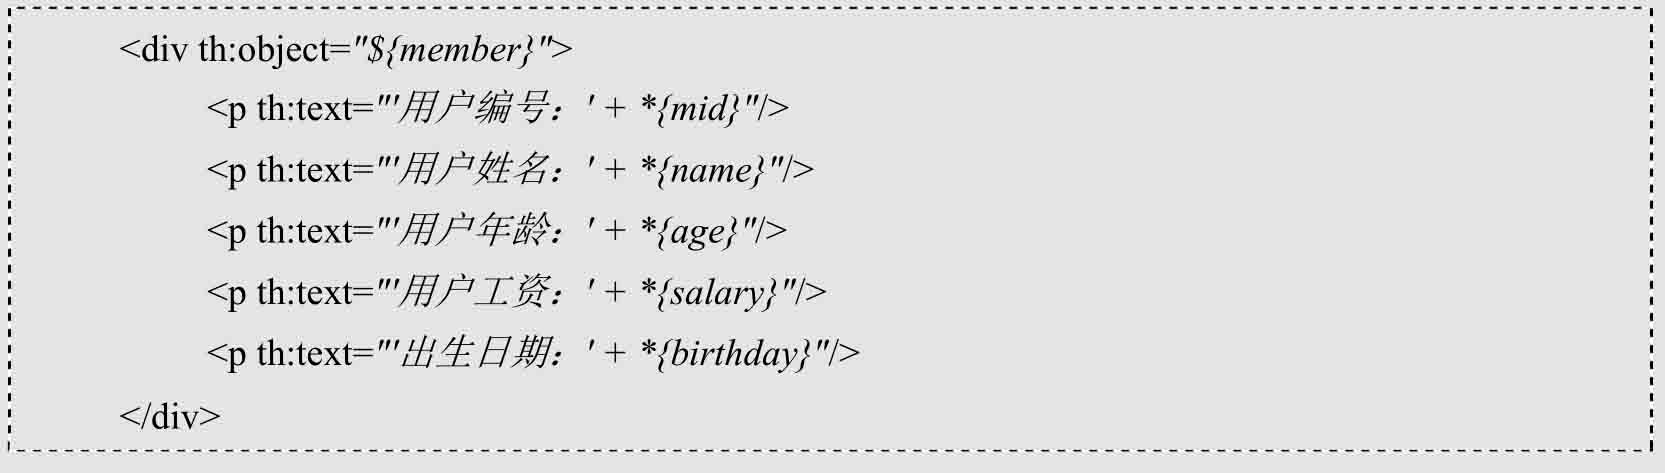 <div th:object="${member}">
<p th:text="'用户编号：' + *{mid}"/>
<p th:text="'用户姓名：' + *{name}"/>
<p th:text="'用户年龄：' + *{age}"/>
<p th:text="'用户工资：' + *{salary}"/>
<p th:text="'出生日期：' + *{birthday}"/>
</div>